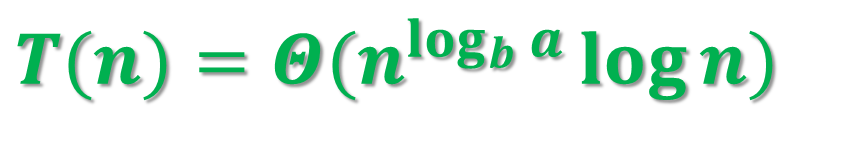 T(n) = Θ(n^{log_b a} log n)